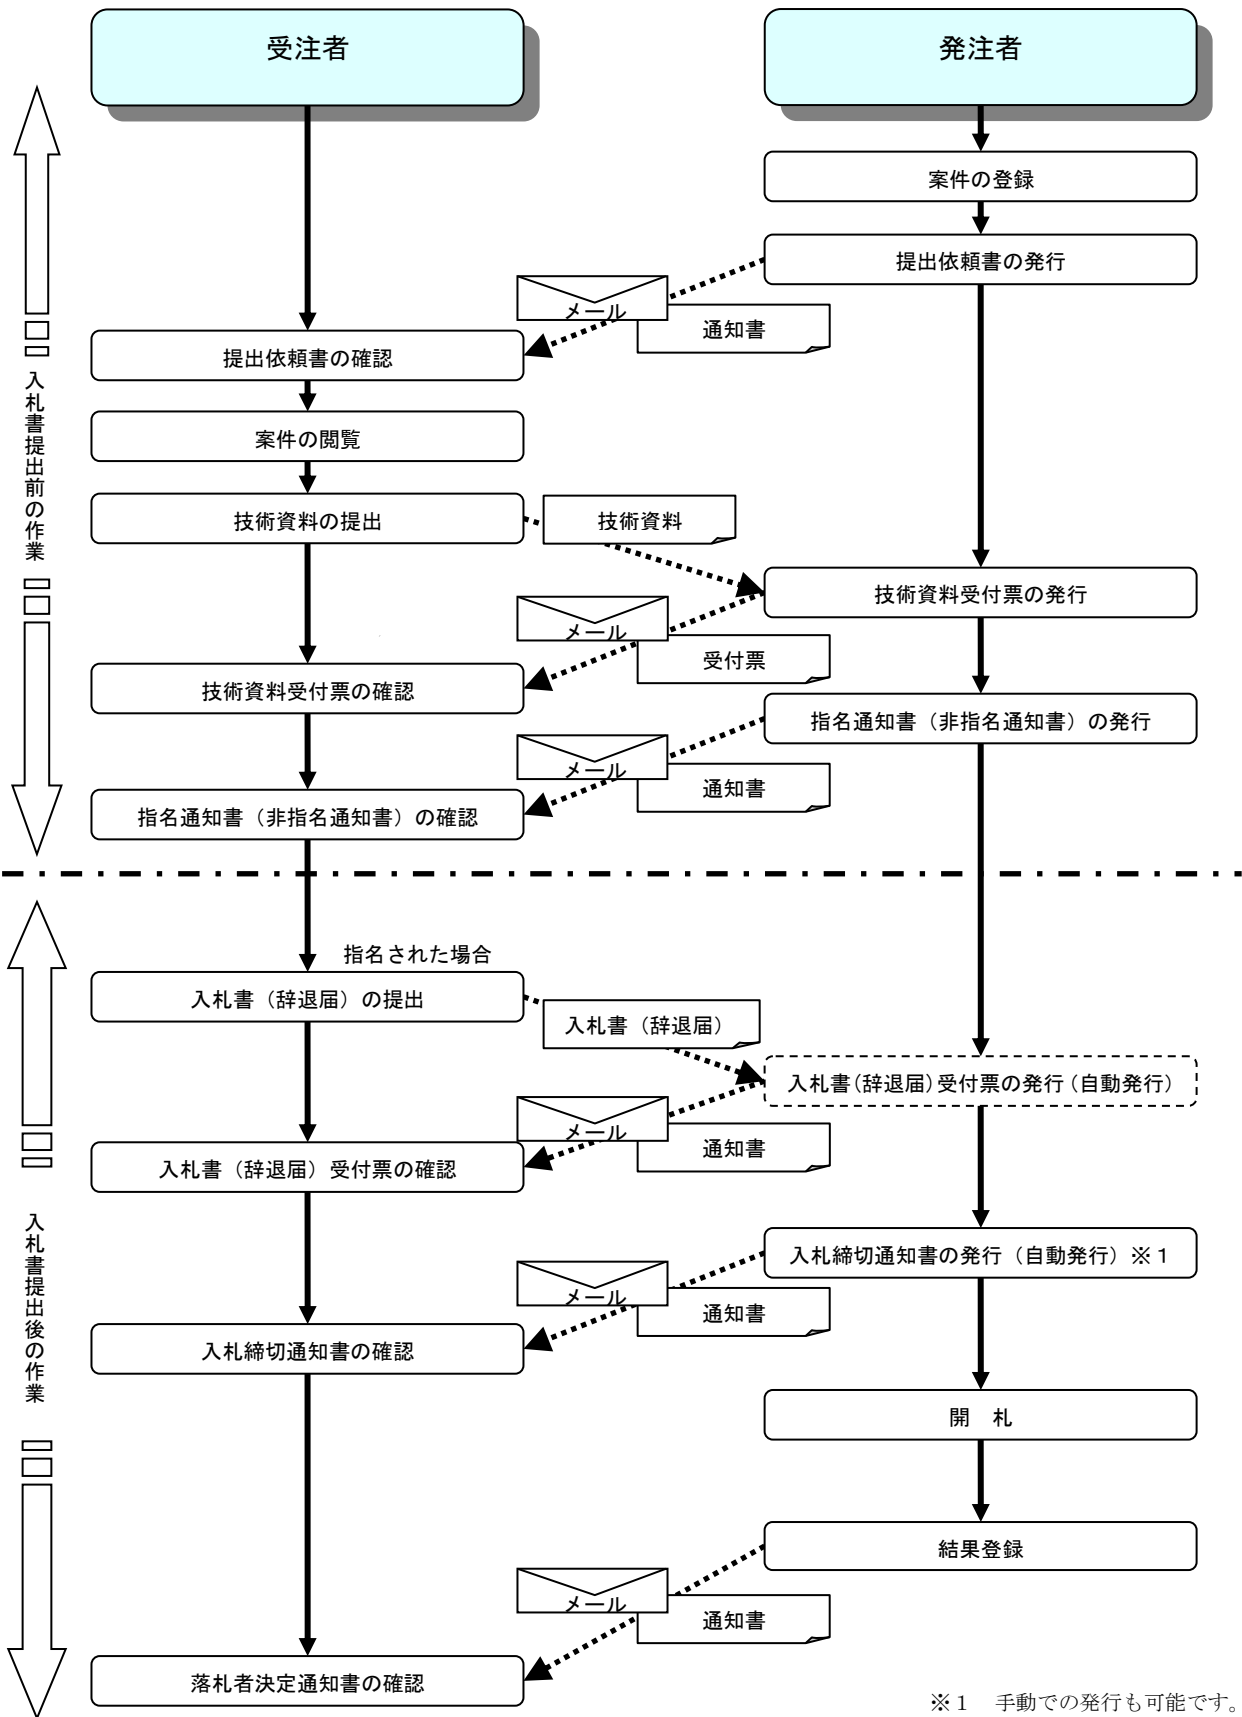 受注者
発注者
案件の登録
提出依頼書の発行
メール
通知書
提出依頼書の確認
案件の閲覧
入札書提出前の作業
技術資料の提出
技術資料
技術資料受付票の発行
メール
受付票
技術資料受付票の確認
指名通知書（非指名通知書）の発行
メール
通知書
指名通知書（非指名通知書）の確認
指名された場合
入札書（辞退届）の提出
入札書（辞退届）
入札書（辞退届）受付票の発行（自動発行）
メール
通知書
入札書（辞退届）受付票の確認
入札書提出後の作業
入札締切通知書の発行（自動発行）※１
メール
通知書
入札締切通知書の確認
開　札
結果登録
メール
通知書
落札者決定通知書の確認
※１　手動での発行も可能です。